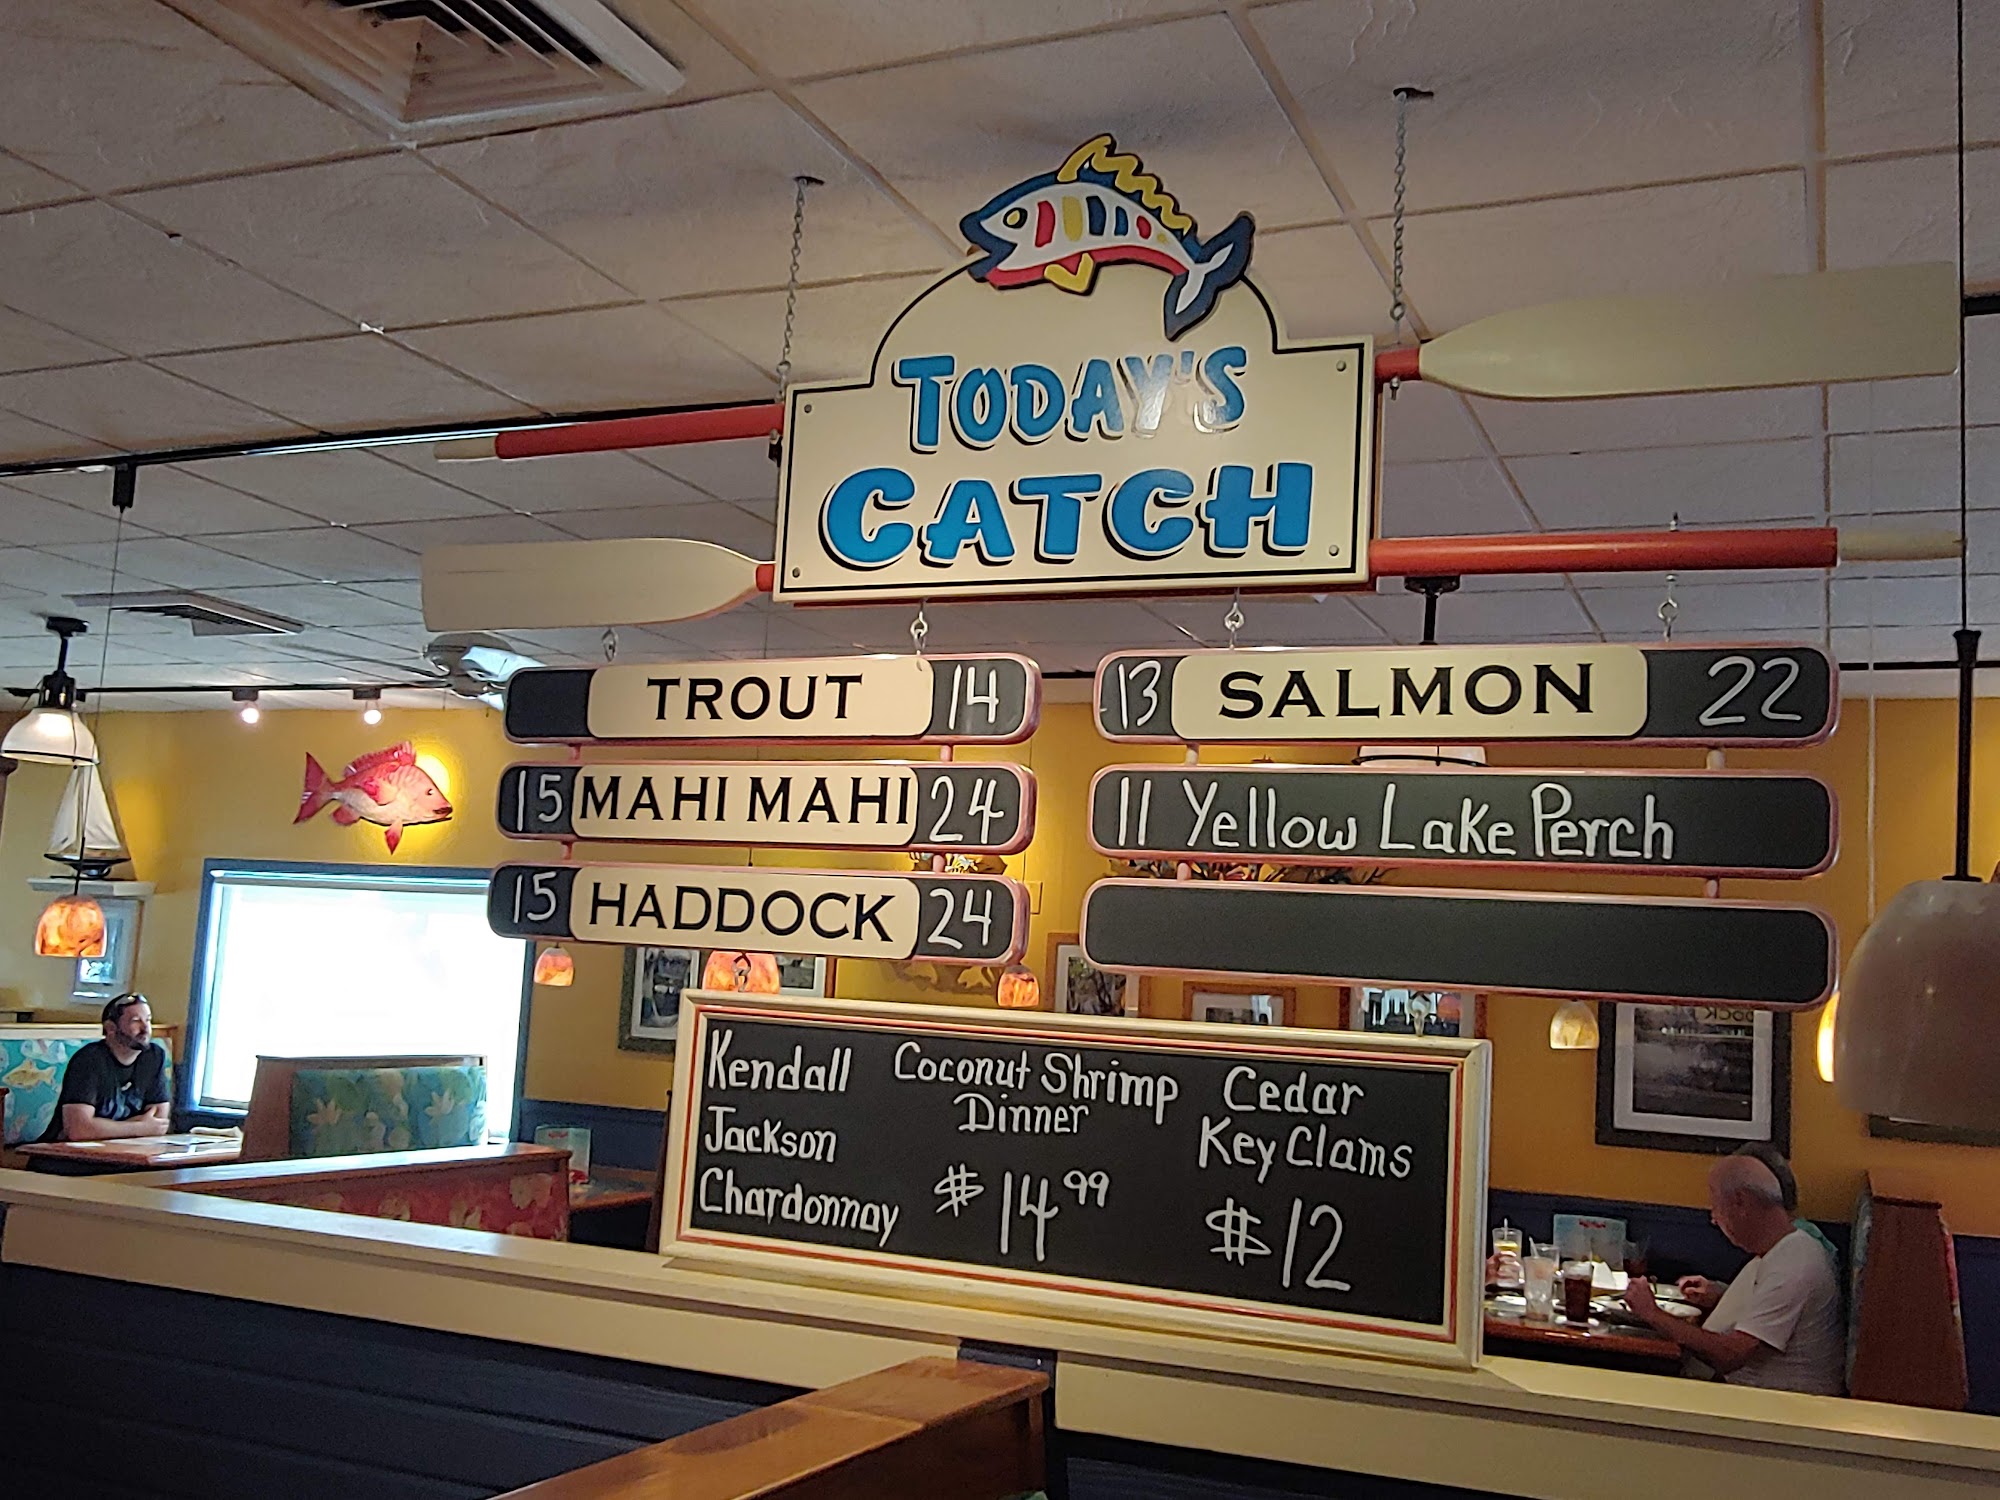 TODAY'S
CATCH
TROUT 14
15 MAHI MAHI 24
15 HADDOCK 24
13 SALMON 22
11 Yellow Lake Perch
Kendall
Jackson
Chardonnay
Coconut Shrimp
Dinner
$14.99
Cedar
Key Clams
$12